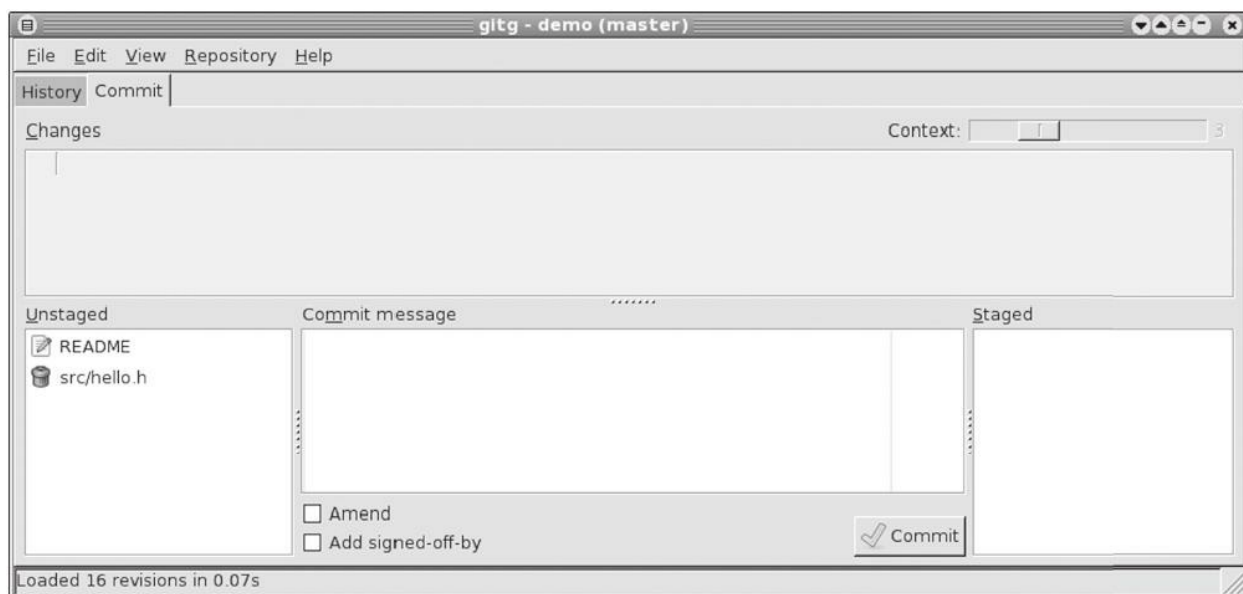 gitg - demo (master)
File Edit View Repository Help
History Commit
Changes Context: 3
Unstaged Commit message Staged
README
src/hello.h
Amend
Add signed-off-by
Commit
Loaded 16 revisions in 0.07s